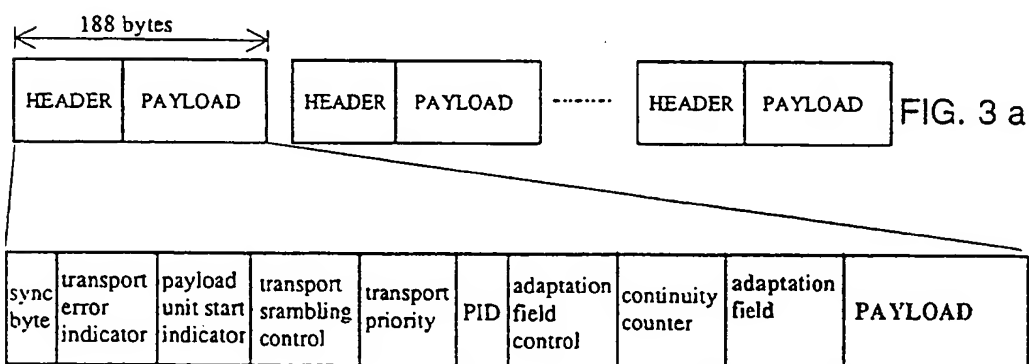 188 bytes
HEADER PAYLOAD HEADER PAYLOAD HEADER PAYLOAD FIG. 3 a
sync byte
transport error indicator
payload unit start indicator
transport srambling control
transport priority
PID
adaptation field control
continuity counter
adaptation field
PAYLOAD